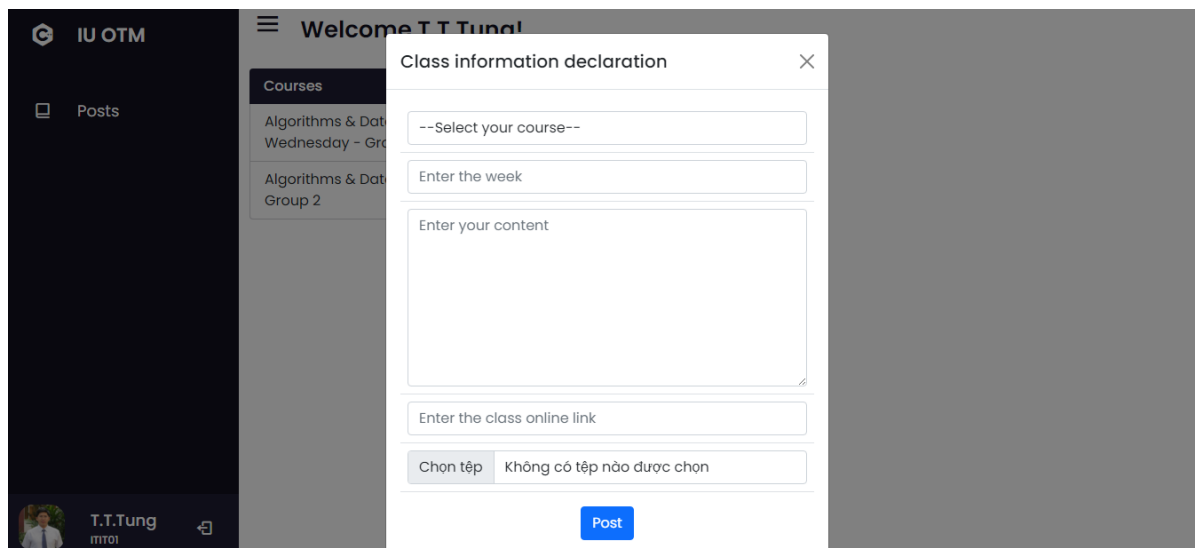 IU OTM
Posts
Welcome T.T.Tung!
Courses
Algorithms & Dat
Wednesday - Gro
Algorithms & Dat
Group 2
Class information declaration
--Select your course--
Enter the week
Enter your content
Enter the class online link
Chọn tệp Không có tệp nào được chọn
Post
T.T.Tung
ITIT01